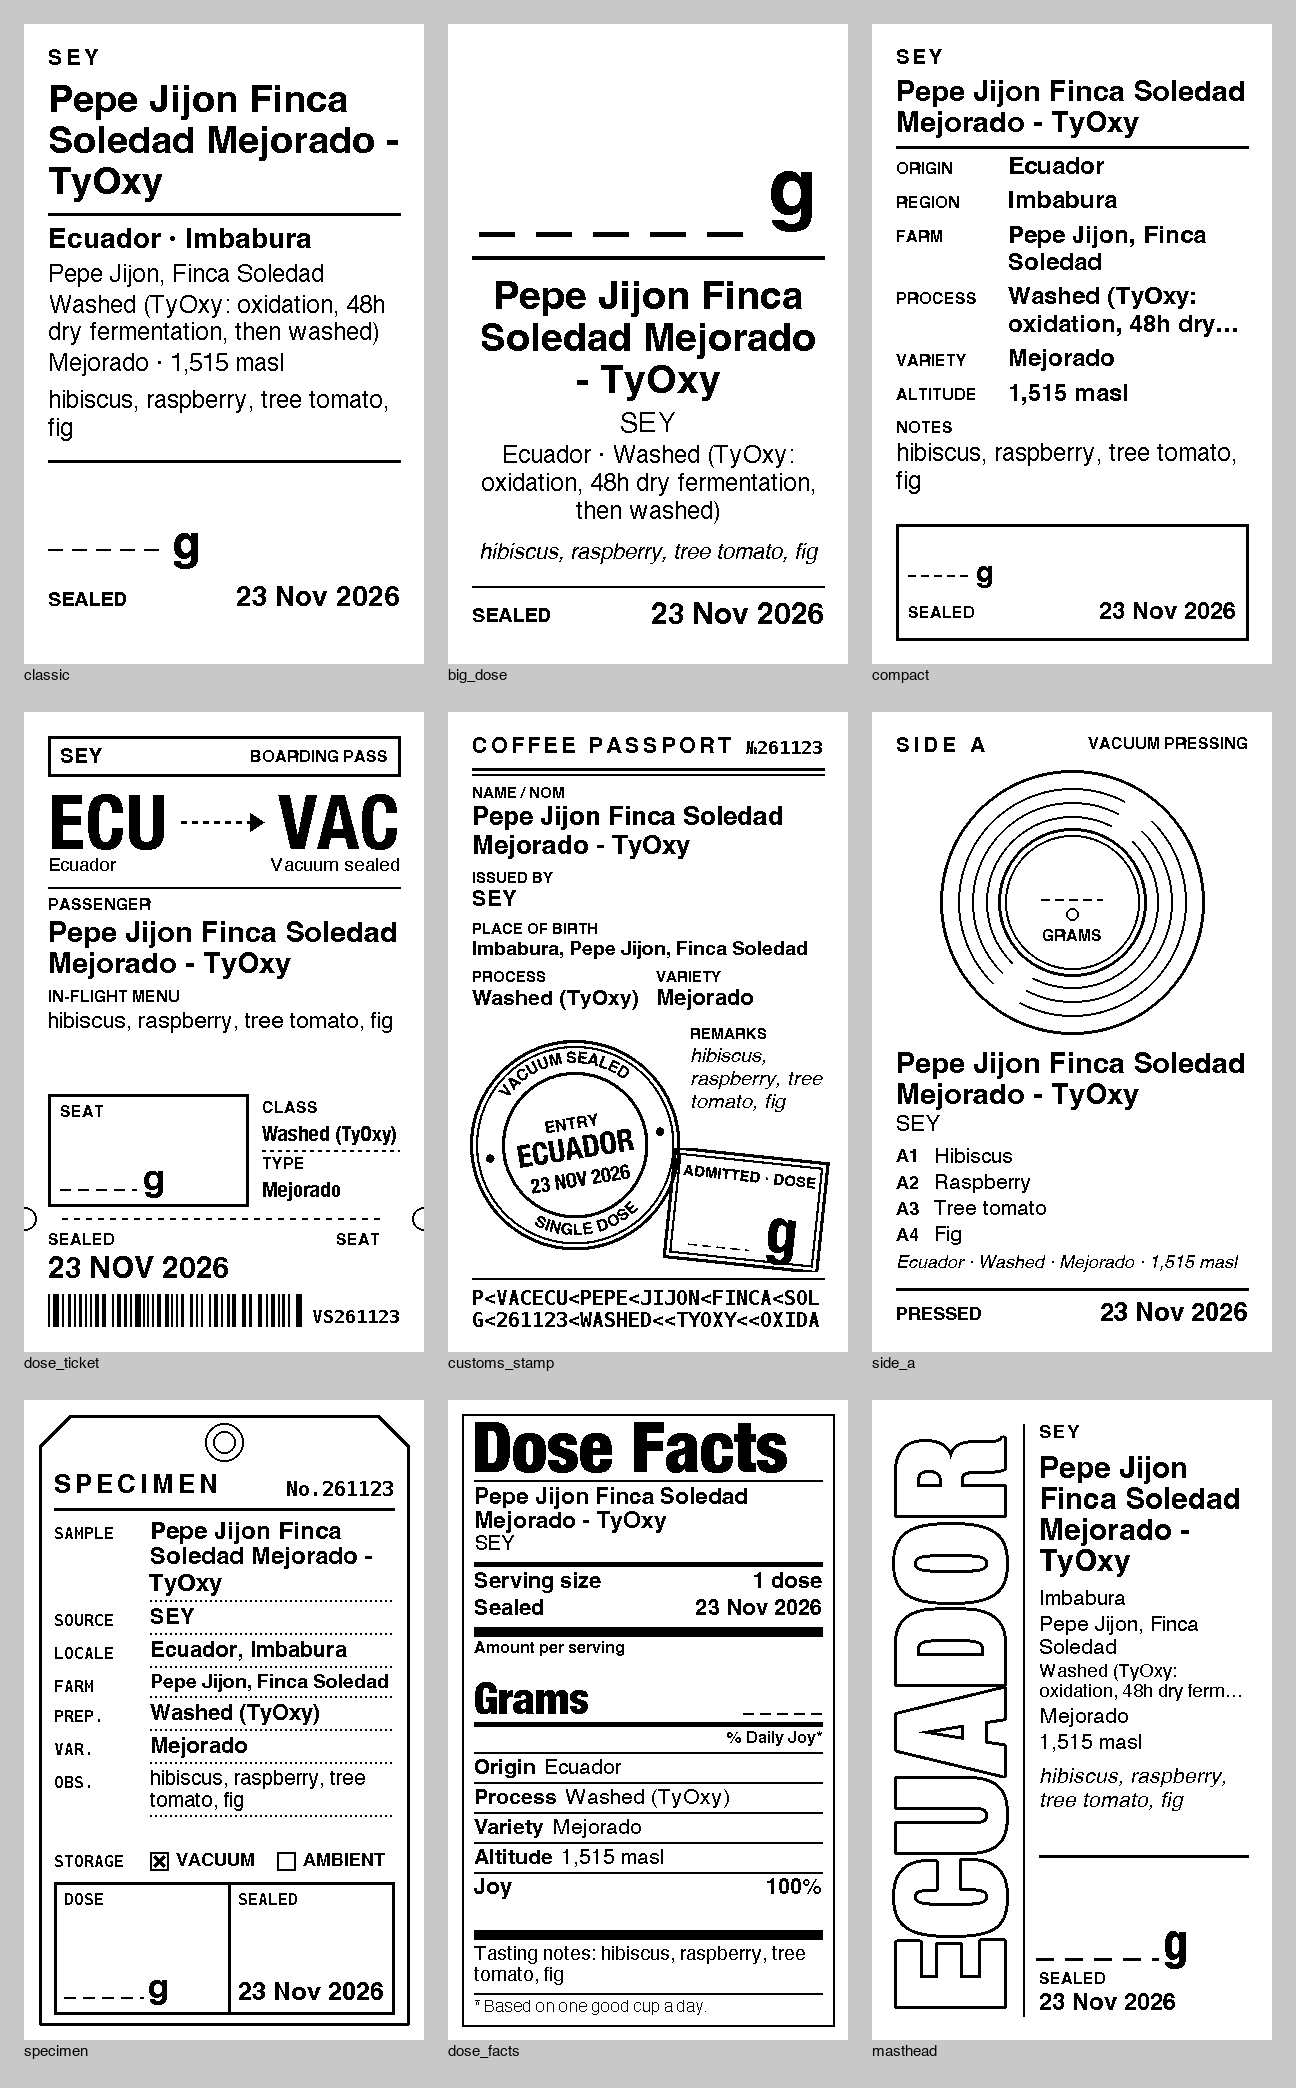 SEY
Pepe Jijon Finca
Soledad Mejorado -
TyOxy
Ecuador · Imbabura
Pepe Jijon, Finca Soledad
Washed (TyOxy: oxidation, 48h
dry fermentation, then washed)
Mejorado · 1,515 masl
hibiscus, raspberry, tree tomato,
fig
_ _ _ _ _ g
SEALED 23 Nov 2026
classic
_ _ _ _ _ g
Pepe Jijon Finca
Soledad Mejorado
- TyOxy
SEY
Ecuador · Washed (TyOxy:
oxidation, 48h dry fermentation,
then washed)
hibiscus, raspberry, tree tomato, fig
SEALED 23 Nov 2026
big_dose
SEY
Pepe Jijon Finca Soledad
Mejorado - TyOxy
ORIGIN Ecuador
REGION Imbabura
FARM Pepe Jijon, Finca
Soledad
PROCESS Washed (TyOxy:
oxidation, 48h dry…
VARIETY Mejorado
ALTITUDE 1,515 masl
NOTES
hibiscus, raspberry, tree tomato,
fig
_ _ _ _ _ g
SEALED 23 Nov 2026
compact
SEY BOARDING PASS
ECU VAC
Ecuador Vacuum sealed
PASSENGER
Pepe Jijon Finca Soledad
Mejorado - TyOxy
IN-FLIGHT MENU
hibiscus, raspberry, tree tomato, fig
SEAT
_ _ _ _ _ g
CLASS
Washed (TyOxy)
TYPE
Mejorado
SEALED SEAT
23 NOV 2026
VS261123
dose_ticket
COFFEE PASSPORT №261123
NAME / NOM
Pepe Jijon Finca Soledad
Mejorado - TyOxy
ISSUED BY
SEY
PLACE OF BIRTH
Imbabura, Pepe Jijon, Finca Soledad
PROCESS VARIETY
Washed (TyOxy) Mejorado
REMARKS
hibiscus,
raspberry, tree
tomato, fig
VACUUM SEALED
ENTRY
ECUADOR
23 NOV 2026
SINGLE DOSE
ADMITTED · DOSE
_ _ _ _ _ g
P<VACECU<PEPE<JIJON<FINCA<SOL
G<261123<WASHED<<TYOXY<<OXIDA
customs_stamp
SIDE A VACUUM PRESSING
_ _ _ _ _
GRAMS
Pepe Jijon Finca Soledad
Mejorado - TyOxy
SEY
A1 Hibiscus
A2 Raspberry
A3 Tree tomato
A4 Fig
Ecuador · Washed · Mejorado · 1,515 masl
PRESSED 23 Nov 2026
side_a
SPECIMEN No.261123
SAMPLE Pepe Jijon Finca
Soledad Mejorado -
TyOxy
SOURCE SEY
LOCALE Ecuador, Imbabura
FARM Pepe Jijon, Finca Soledad
PREP. Washed (TyOxy)
VAR. Mejorado
OBS. hibiscus, raspberry, tree
tomato, fig
STORAGE VACUUM AMBIENT
DOSE SEALED
_ _ _ _ _ g 23 Nov 2026
specimen
Dose Facts
Pepe Jijon Finca Soledad
Mejorado - TyOxy
SEY
Serving size 1 dose
Sealed 23 Nov 2026
Amount per serving
Grams _ _ _ _ _
% Daily Joy*
Origin Ecuador
Process Washed (TyOxy)
Variety Mejorado
Altitude 1,515 masl
Joy 100%
Tasting notes: hibiscus, raspberry, tree
tomato, fig
* Based on one good cup a day.
dose_facts
ECUADOR
SEY
Pepe Jijon
Finca Soledad
Mejorado -
TyOxy
Imbabura
Pepe Jijon, Finca
Soledad
Washed (TyOxy:
oxidation, 48h dry ferm…
Mejorado
1,515 masl
hibiscus, raspberry,
tree tomato, fig
_ _ _ _ _ g
SEALED
23 Nov 2026
masthead